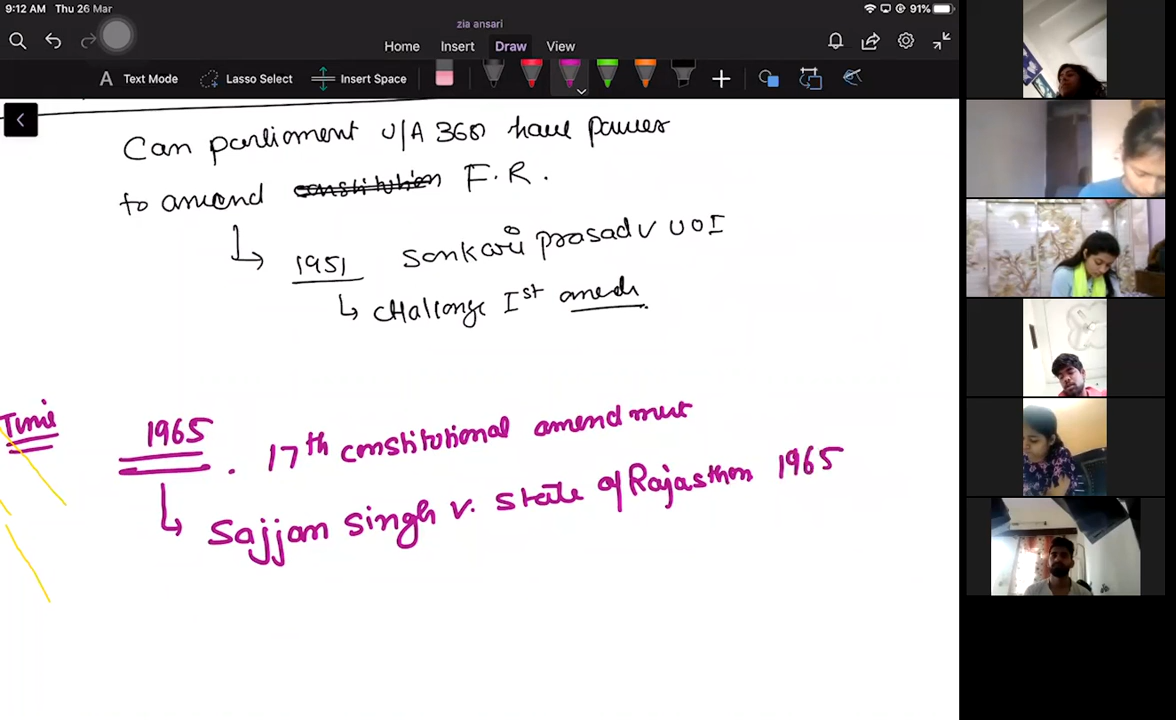 9:12 AM Thu 26 Mar
91%
zia ansari
Home Insert Draw View
Text Mode Lasso Select Insert Space
Can parliament U/A 368 have power
to amend constitution F.R.
1951 Sankari prasad v UOI
challenge Ist amedn
Time
1965. 17th constitutional amendment
Sajjan Singh v. State of Rajasthan 1965